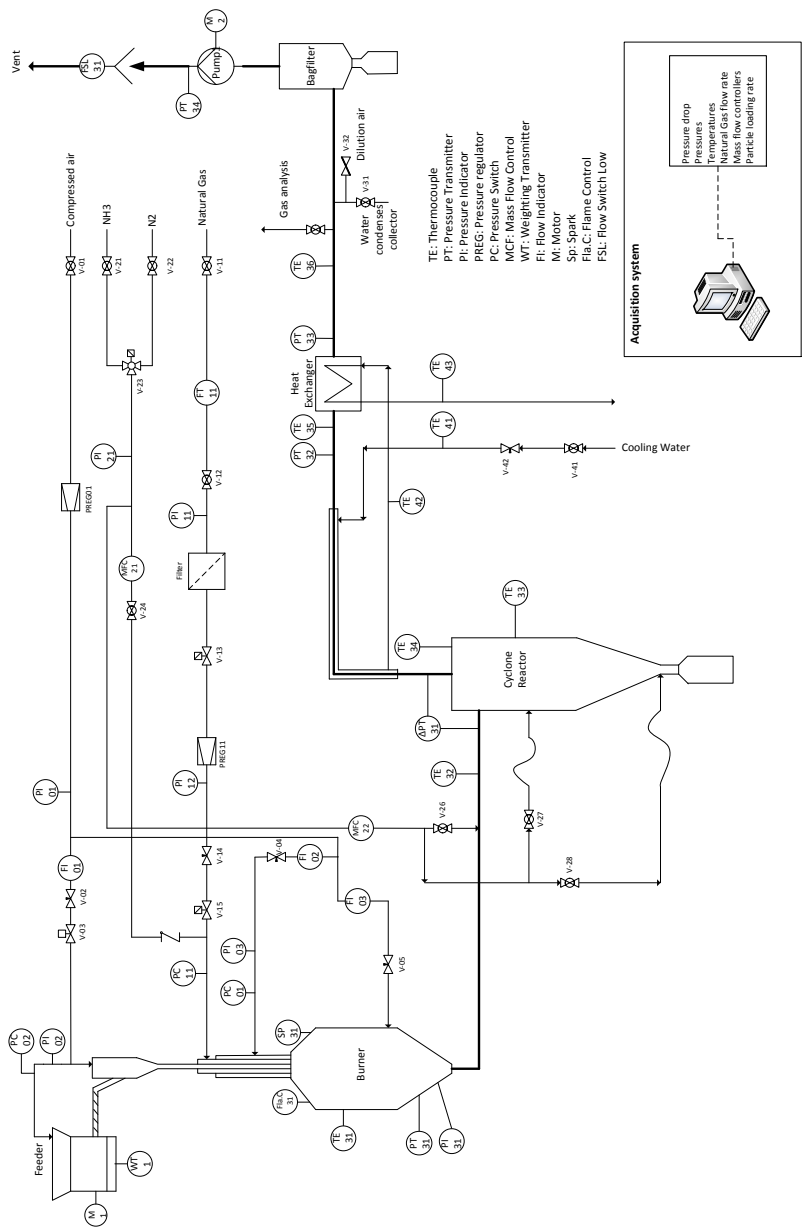 Vent
FSL
31
M
2
Pump1
PT
34
Bagfilter
Compressed air
V-01
NH3
V-21
N2
V-22
V-23
Natural Gas
V-11
Gas analysis
V-32
Dilution air
V-31
Water
condenses
collector
TE
36
PT
33
Heat
Exchanger
TE
35
PT
32
TE
43
TE
41
TE
42
V-42
V-41
Cooling Water
FT
11
V-12
PI
11
PI
21
PREG01
MFC
21
V-24
Filter
V-13
PREG11
PI
12
PI
01
FI
01
V-02
V-03
V-14
V-15
V-04
FI
02
FI
03
V-05
PI
03
PC
01
PC
11
PC
02
PI
02
MFC
22
V-26
V-27
V-28
TE
32
ΔPT
31
TE
34
TE
33
Cyclone
Reactor
Feeder
M
1
WT
1
Fla.C
31
SP
31
Burner
TE
31
PT
31
PI
31
TE: Thermocouple
PT: Pressure Transmitter
PI: Pressure Indicator
PREG: Pressure regulator
PC: Pressure Switch
MCF: Mass Flow Control
WT: Weighting Transmitter
FI: Flow Indicator
M: Motor
Sp: Spark
Fla.C: Flame Control
FSL: Flow Switch Low
Acquisition system
Pressure drop
Pressures
Temperatures
Natural Gas flow rate
Mass flow controllers
Particle loading rate